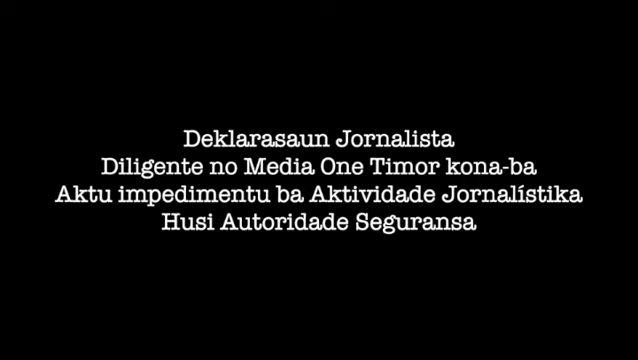 Deklarasaun Jornalista
Diligente no Media One Timor kona-ba
Aktu impedimentu ba Aktividade Jornalístika
Husi Autoridade Seguransa